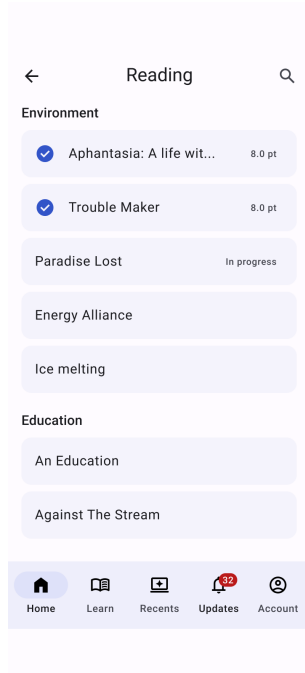 Reading
Environment
Aphantasia: A life wit... 8.0 pt
Trouble Maker 8.0 pt
Paradise Lost In progress
Energy Alliance
Ice melting
Education
An Education
Against The Stream
32
Home Learn Recents Updates Account